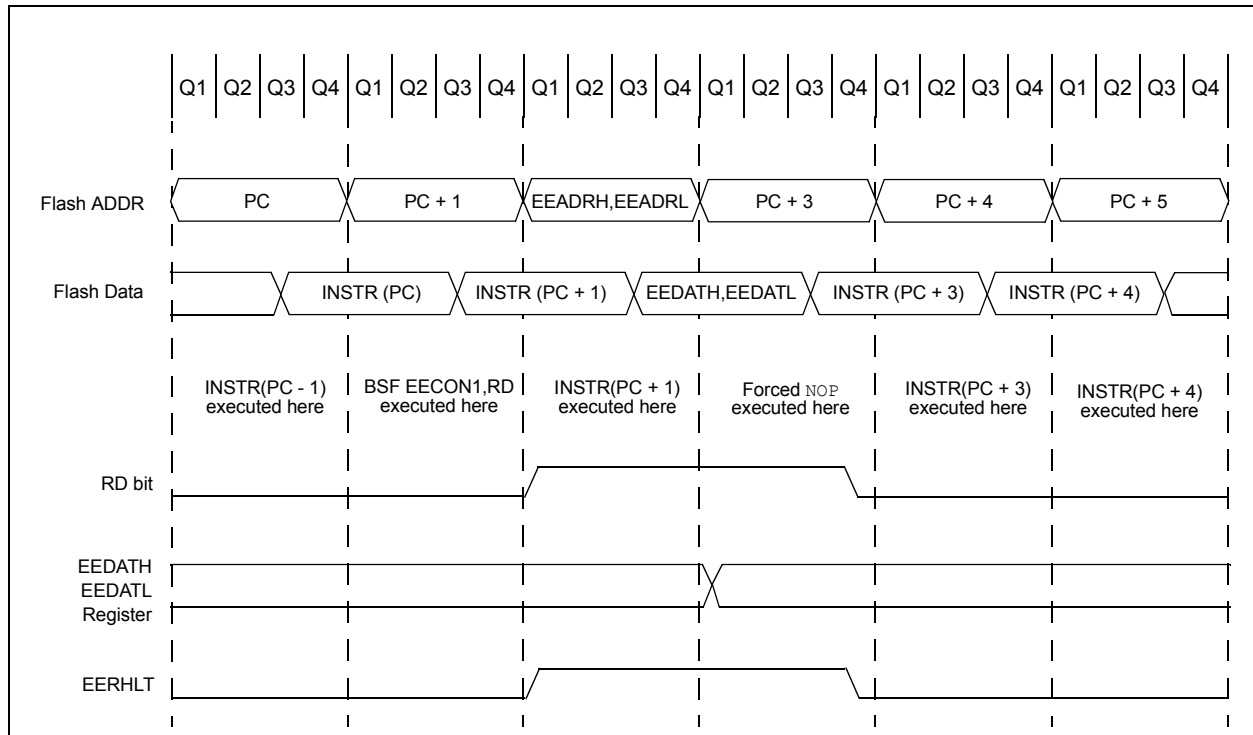 Q1 Q2 Q3 Q4 Q1 Q2 Q3 Q4 Q1 Q2 Q3 Q4 Q1 Q2 Q3 Q4 Q1 Q2 Q3 Q4 Q1 Q2 Q3 Q4
Flash ADDR PC PC + 1 EEADRH,EEADRL PC + 3 PC + 4 PC + 5
Flash Data INSTR (PC) INSTR (PC + 1) EEDATH,EEDATL INSTR (PC + 3) INSTR (PC + 4)
INSTR(PC - 1) BSF EECON1,RD INSTR(PC + 1) Forced NOP INSTR(PC + 3) INSTR(PC + 4)
executed here executed here executed here executed here executed here executed here
RD bit
EEDATH
EEDATL
Register
EERHLT